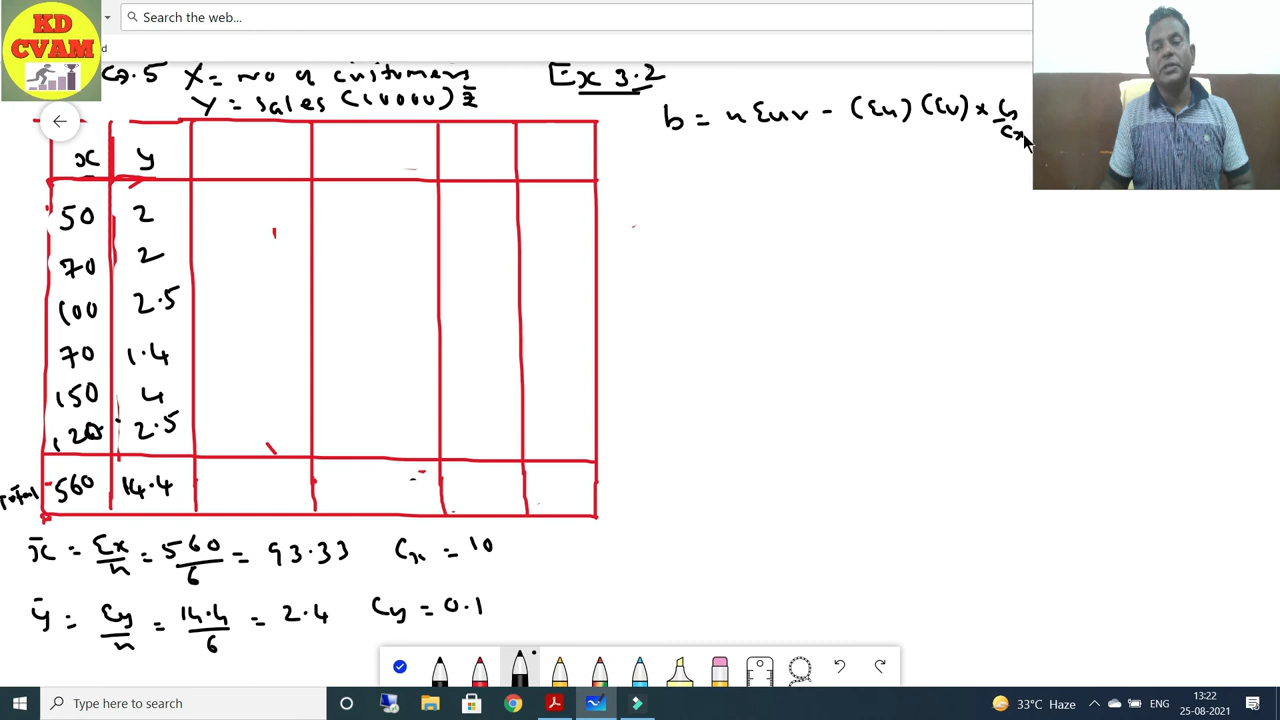 KD
CVAM
Search the web...
.5 X = no of customers Ex 3.2
Y = sales (10000) ₹
b = n Σuv - (Σu) (Σv) × Cy
Cx
x y
50 2
70 2
100 2.5
70 1.4
150 4
120 2.5
Total 560 14.4
x̄ = Σx/n = 560/6 = 93.33 Cx = 10
ȳ = Σy/n = 14.4/6 = 2.4 Cy = 0.1
Type here to search
33°C Haze
ENG
13:22
25-08-2021